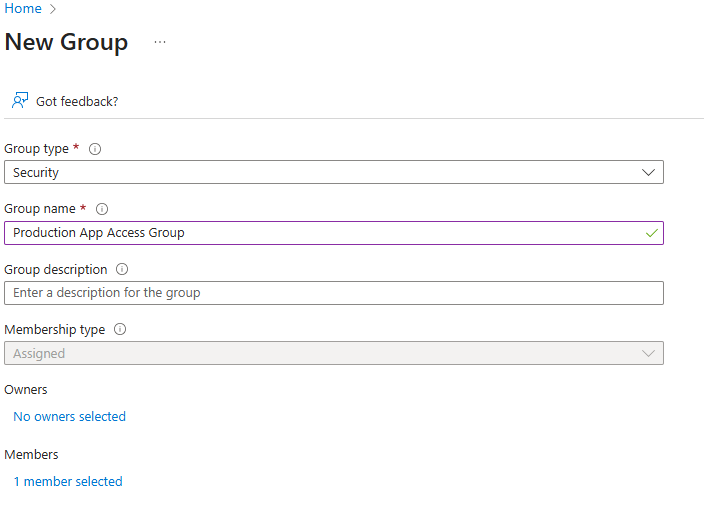 Home
New Group ...
Got feedback?
Group type *
Security
Group name *
Production App Access Group
Group description
Enter a description for the group
Membership type
Assigned
Owners
No owners selected
Members
1 member selected